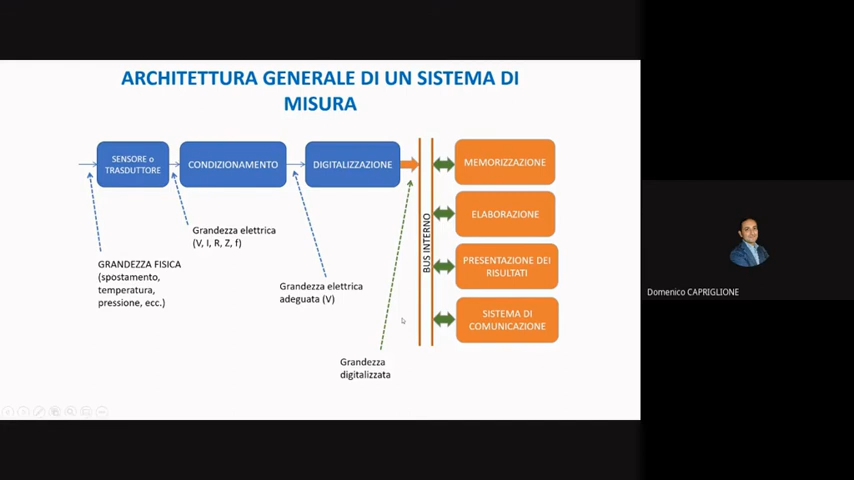 ARCHITETTURA GENERALE DI UN SISTEMA DI
MISURA
SENSORE o
TRASDUTTORE
CONDIZIONAMENTO
DIGITALIZZAZIONE
MEMORIZZAZIONE
ELABORAZIONE
BUS INTERNO
PRESENTAZIONE DEI
RISULTATI
SISTEMA DI
COMUNICAZIONE
Grandezza elettrica
(V, I, R, Z, f)
GRANDEZZA FISICA
(spostamento,
temperatura,
pressione, ecc.)
Grandezza elettrica
adeguata (V)
Grandezza
digitalizzata
Domenico CAPRIGLIONE